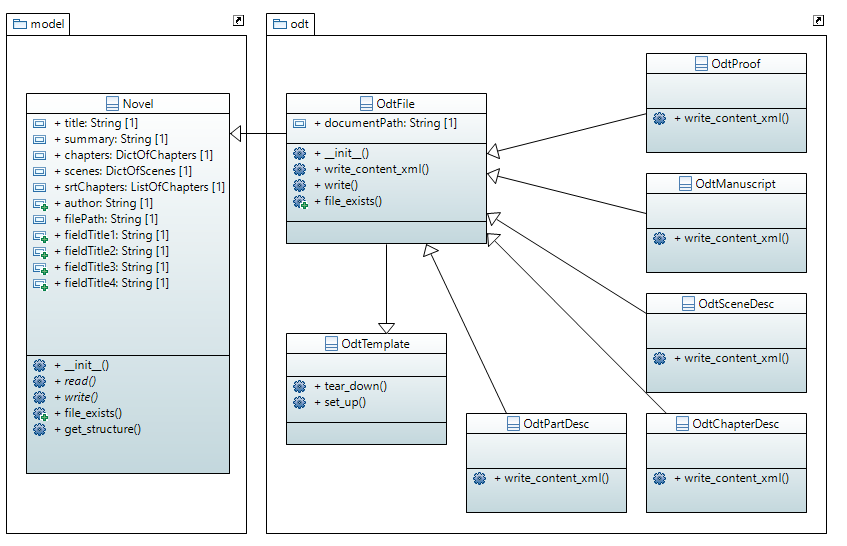 model
Novel
+ title: String [1]
+ summary: String [1]
+ chapters: DictOfChapters [1]
+ scenes: DictOfScenes [1]
+ srtChapters: ListOfChapters [1]
+ author: String [1]
+ filePath: String [1]
+ fieldTitle1: String [1]
+ fieldTitle2: String [1]
+ fieldTitle3: String [1]
+ fieldTitle4: String [1]
+ __init__()
+ read()
+ write()
+ file_exists()
+ get_structure()
odt
OdtFile
+ documentPath: String [1]
+ __init__()
+ write_content_xml()
+ write()
+ file_exists()
OdtTemplate
+ tear_down()
+ set_up()
OdtProof
+ write_content_xml()
OdtManuscript
+ write_content_xml()
OdtSceneDesc
+ write_content_xml()
OdtPartDesc
+ write_content_xml()
OdtChapterDesc
+ write_content_xml()